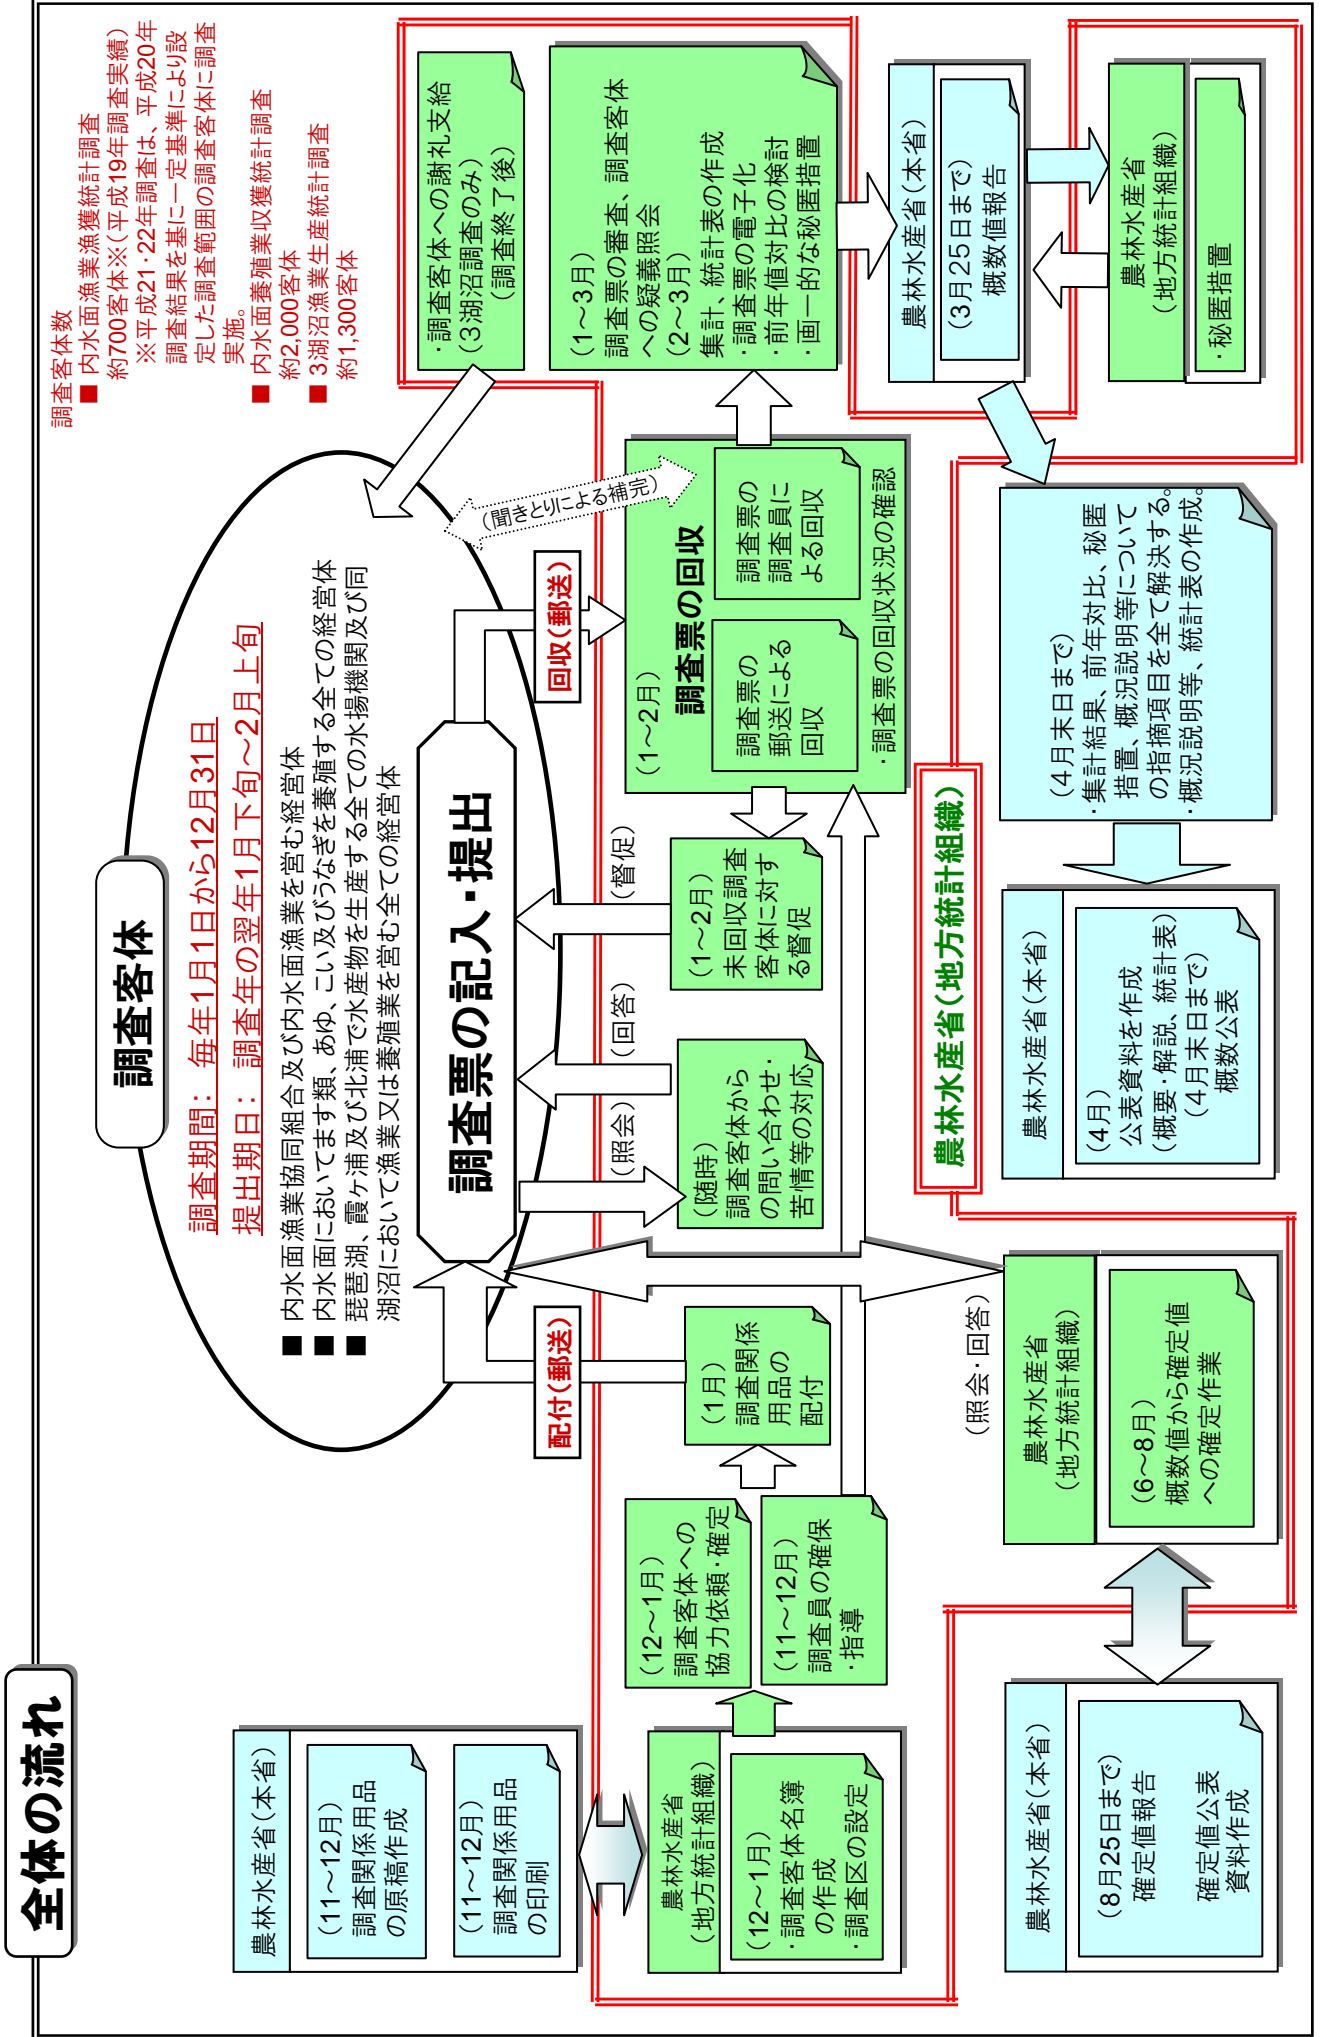 全体の流れ
調査客体
調査期間： 毎年1月1日から12月31日
提出期日： 調査年の翌年1月下旬～2月上旬
■ 内水面漁業協同組合及び内水面漁業を営む経営体
■ 内水面においてます類、あゆ、こい及びうなぎを養殖する全ての経営体
■ 琵琶湖、霞ヶ浦及び北浦で水産物を生産する全ての水揚機関及び同
湖沼において漁業又は養殖業を営む全ての経営体
調査票の記入・提出
調査客体数
■ 内水面漁業漁獲統計調査
約700客体※（平成19年調査実績）
※平成21・22年調査は、平成20年
調査結果を基に一定基準により設
定した調査範囲の調査客体に調査
実施。
■ 内水面養殖業収獲統計調査
約2,000客体
■ 3湖沼漁業生産統計調査
約1,300客体
農林水産省（本省）
（11～12月）
調査関係用品
の原稿作成
（11～12月）
調査関係用品
の印刷
農林水産省
（地方統計組織）
（12～1月）
・調査客体名簿
の作成
・調査区の設定
（12～1月）
調査客体への
協力依頼・確定
（11～12月）
調査員の確保
・指導
（1月）
調査関係
用品の
配付
配付（郵送）
（照会）
（回答）
（随時）
調査客体から
の問い合わせ・
苦情等の対応
（督促）
（1～2月）
未回収調査
客体に対す
る督促
回収（郵送）
（聞きとりによる補完）
（1～2月）
調査票の回収
調査票の
郵送による
回収
調査票の
調査員に
よる回収
・調査票の回収状況の確認
・調査客体への謝礼支給
（3湖沼調査のみ）
（調査終了後）
（1～3月）
調査票の審査、調査客体
への疑義照会
（2～3月）
集計、統計表の作成
・調査票の電子化
・前年値対比の検討
・画一的な秘匿措置
農林水産省（本省）
（3月25日まで）
概数値報告
農林水産省
（地方統計組織）
・秘匿措置
農林水産省（地方統計組織）
（4月末日まで）
・集計結果、前年対比、秘匿
措置、概況説明等について
の指摘項目を全て解決する。
・概況説明等、統計表の作成。
農林水産省（本省）
（4月）
公表資料を作成
（概要・解説、統計表）
（4月末日まで）
概数公表
（照会・回答）
農林水産省
（地方統計組織）
（6～8月）
概数値から確定値
への確定作業
農林水産省（本省）
（8月25日まで）
確定値報告
確定値公表
資料作成